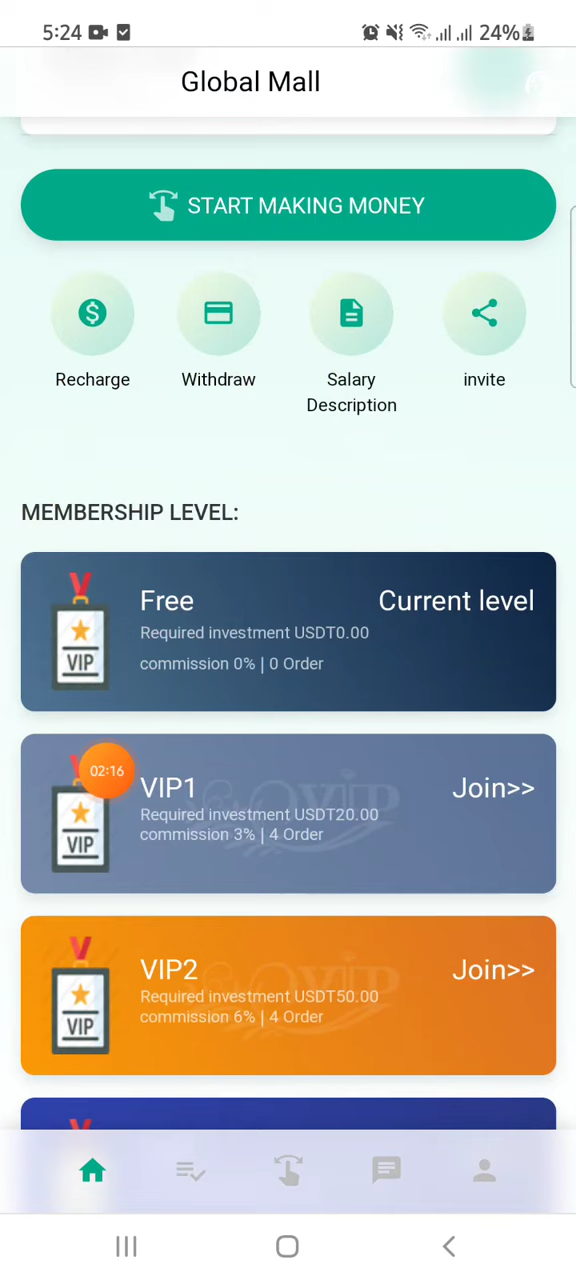 5:24
24%
Global Mall
START MAKING MONEY
Recharge
Withdraw
Salary
Description
invite
MEMBERSHIP LEVEL:
Free
Current level
Required investment USDT0.00
commission 0% | 0 Order
VIP
02:16
VIP1
Join>>
Required investment USDT20.00
commission 3% | 4 Order
VIP
VIP
VIP2
Join>>
Required investment USDT50.00
commission 6% | 4 Order
VIP
VIP